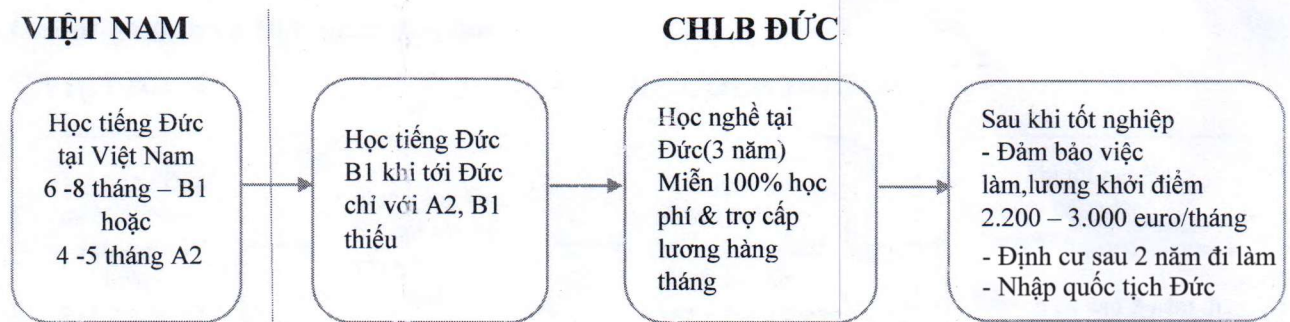 VIỆT NAM
CHLB ĐỨC
Học tiếng Đức
tại Việt Nam
6 -8 tháng – B1
hoặc
4 -5 tháng A2
Học tiếng Đức
B1 khi tới Đức
chỉ với A2, B1
thiếu
Học nghề tại
Đức(3 năm)
Miễn 100% học
phí & trợ cấp
lương hàng
tháng
Sau khi tốt nghiệp
- Đảm bảo việc
làm,lương khởi điểm
2.200 – 3.000 euro/tháng
- Định cư sau 2 năm đi làm
- Nhập quốc tịch Đức